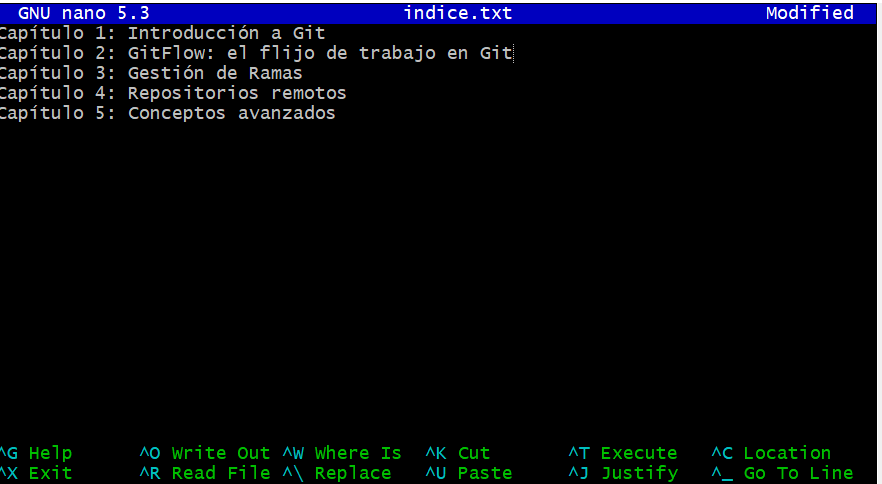 GNU nano 5.3 indice.txt Modified
Capítulo 1: Introducción a Git
Capítulo 2: GitFlow: el flijo de trabajo en Git
Capítulo 3: Gestión de Ramas
Capítulo 4: Repositorios remotos
Capítulo 5: Conceptos avanzados
^G Help ^O Write Out ^W Where Is ^K Cut ^T Execute ^C Location
^X Exit ^R Read File ^\ Replace ^U Paste ^J Justify ^_ Go To Line